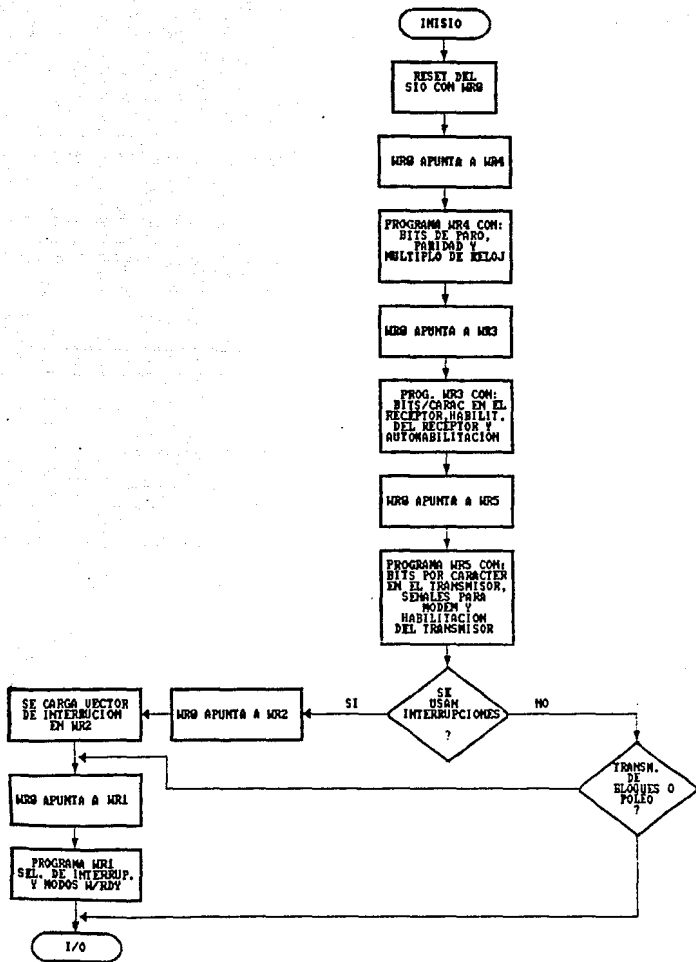 INISIO
RESET DEL
SIO CON WR0
WR0 APUNTA A WR4
PROGRAMA WR4 CON:
BITS DE PARO,
PARIDAD Y
MULTIPLO DE RELOJ
WR0 APUNTA A WR3
PROG. WR3 CON:
BITS/CARAC EN EL
RECEPTOR,HABILIT.
DEL RECEPTOR Y
AUTOHABILITACION
WR0 APUNTA A WR5
PROGRAMA WR5 CON:
BITS POR CARACTER
EN EL TRANSMISOR,
SENALES PARA
MODEM Y
HABILITACION
DEL TRANSMISOR
SE
USAN
INTERRUPCIONES
?
SI
NO
WR0 APUNTA A WR2
SE CARGA VECTOR
DE INTERRUCION
EN WR2
TRANSM.
DE
BLOQUES O
POLEO
?
WR0 APUNTA A WR1
PROGRAMA WR1
SEL. DE INTERRUP.
Y MODOS W/RDY
I/O